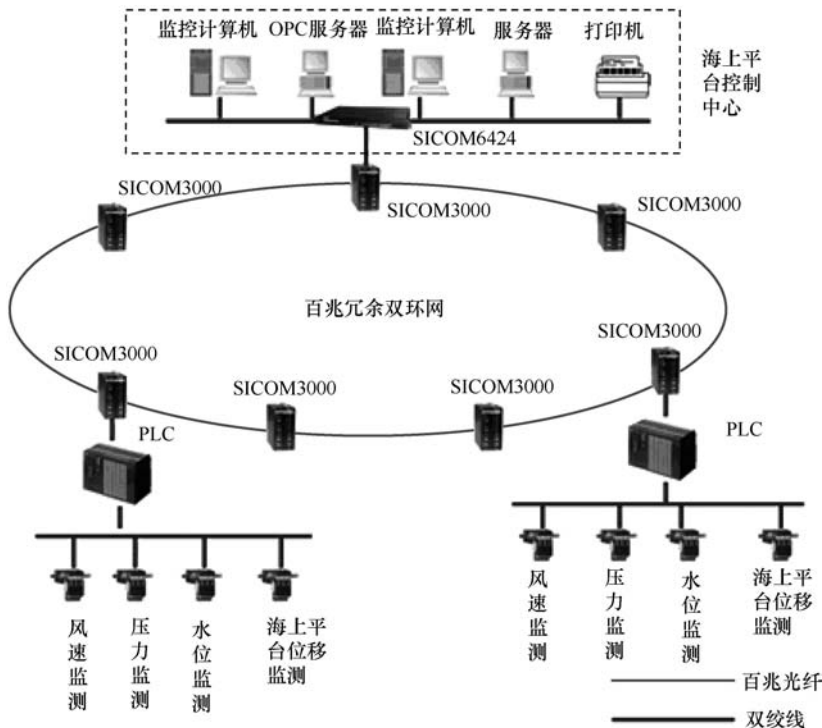 监控计算机
OPC服务器
监控计算机
服务器
打印机
海上平
台控制
中心
SICOM6424
SICOM3000
SICOM3000
SICOM3000
百兆冗余双环网
SICOM3000
SICOM3000
SICOM3000
SICOM3000
PLC
PLC
风速监测
压力监测
水位监测
海上平
台位移
监测
风速监测
压力监测
水位监测
海上平
台位移
监测
百兆光纤
双绞线